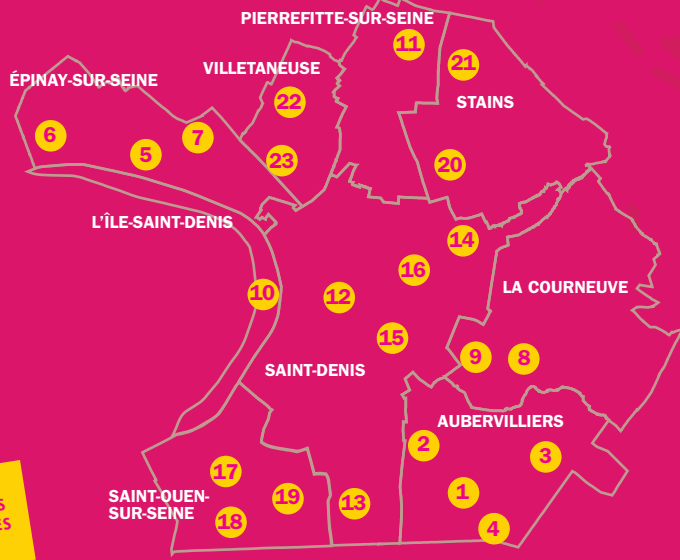 PIERREFITTE-SUR-SEINE
11
21
VILLETANEUSE
ÉPINAY-SUR-SEINE
STAINS
22
6
7
5
23
20
L'ÎLE-SAINT-DENIS
14
16
10
12
LA COURNEUVE
15
9
8
SAINT-DENIS
AUBERVILLIERS
2
3
17
1
19
SAINT-OUEN-
SUR-SEINE
13
18
4